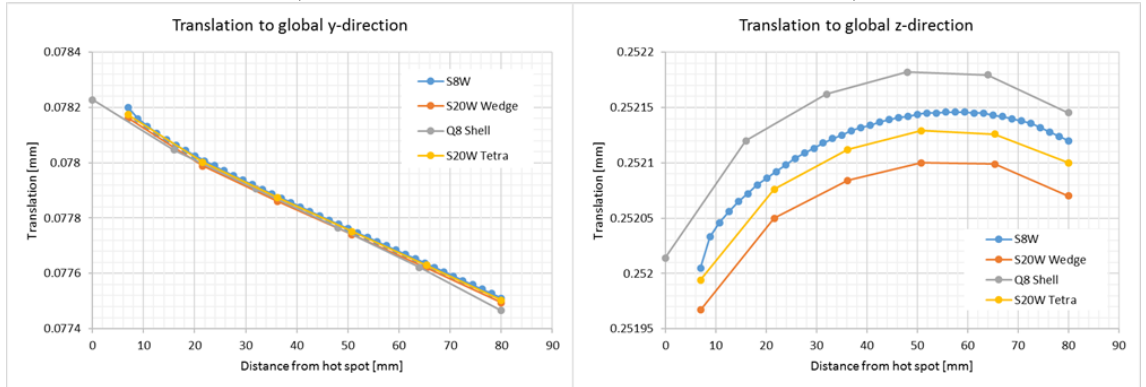 Translation to global y-direction
0.0784
0.0782
0.078
0.0778
0.0776
0.0774
Translation [mm]
0 10 20 30 40 50 60 70 80 90
Distance from hot spot [mm]
S8W
S20W Wedge
Q8 Shell
S20W Tetra
Translation to global z-direction
0.2522
0.25215
0.2521
0.25205
0.252
0.25195
Translation [mm]
0 10 20 30 40 50 60 70 80 90
Distance from hot spot [mm]
S8W
S20W Wedge
Q8 Shell
S20W Tetra